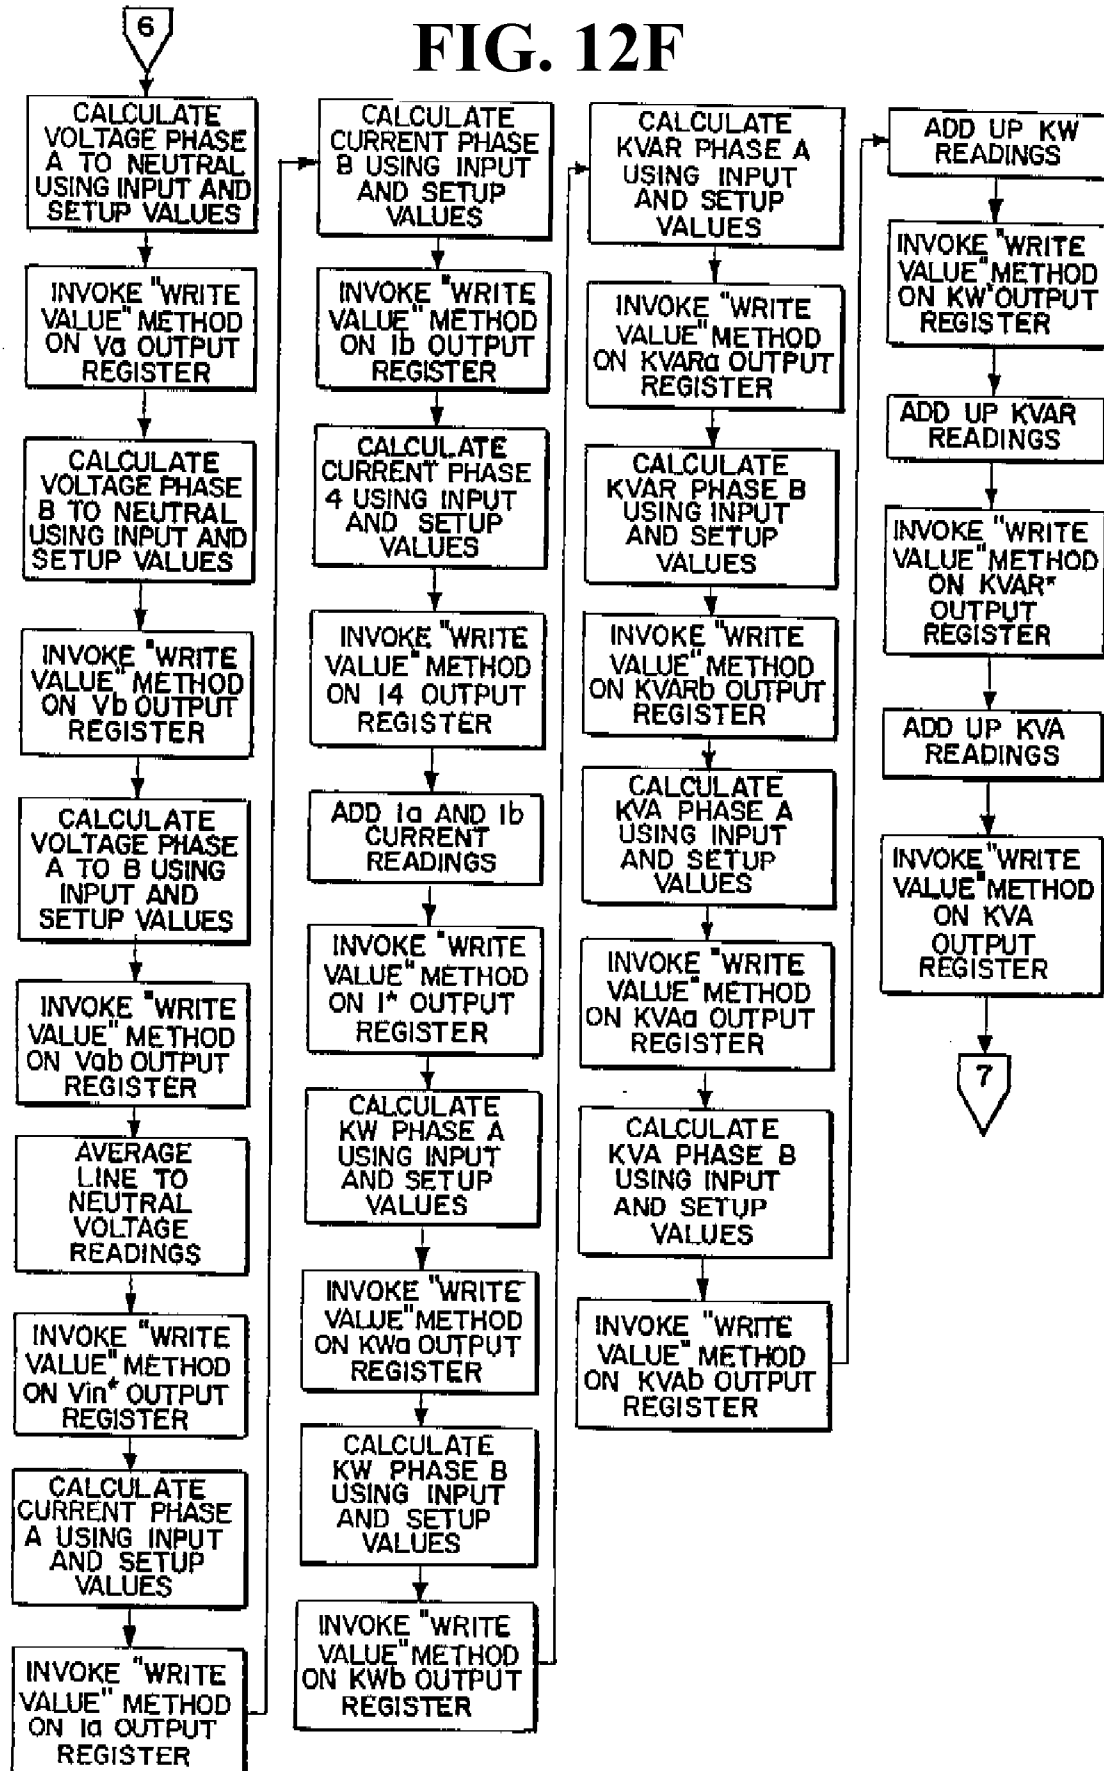 6
FIG. 12F
CALCULATE
VOLTAGE PHASE
A TO NEUTRAL
USING INPUT AND
SETUP VALUES
INVOKE "WRITE
VALUE" METHOD
ON Va OUTPUT
REGISTER
CALCULATE
VOLTAGE PHASE
B TO NEUTRAL
USING INPUT AND
SETUP VALUES
INVOKE "WRITE
VALUE" METHOD
ON Vb OUTPUT
REGISTER
CALCULATE
VOLTAGE PHASE
A TO B USING
INPUT AND
SETUP VALUES
INVOKE "WRITE
VALUE" METHOD
ON Vab OUTPUT
REGISTER
AVERAGE
LINE TO
NEUTRAL
VOLTAGE
READINGS
INVOKE "WRITE
VALUE" METHOD
ON Vin* OUTPUT
REGISTER
CALCULATE
CURRENT PHASE
A USING INPUT
AND SETUP
VALUES
INVOKE "WRITE
VALUE" METHOD
ON Ia OUTPUT
REGISTER
CALCULATE
CURRENT PHASE
B USING INPUT
AND SETUP
VALUES
INVOKE "WRITE
VALUE" METHOD
ON Ib OUTPUT
REGISTER
CALCULATE
CURRENT PHASE
4 USING INPUT
AND SETUP
VALUES
INVOKE "WRITE
VALUE" METHOD
ON I4 OUTPUT
REGISTER
ADD Ia AND Ib
CURRENT
READINGS
INVOKE "WRITE
VALUE" METHOD
ON I* OUTPUT
REGISTER
CALCULATE
KW PHASE A
USING INPUT
AND SETUP
VALUES
INVOKE "WRITE
VALUE" METHOD
ON KWa OUTPUT
REGISTER
CALCULATE
KW PHASE B
USING INPUT
AND SETUP
VALUES
INVOKE "WRITE
VALUE" METHOD
ON KWb OUTPUT
REGISTER
CALCULATE
KVAR PHASE A
USING INPUT
AND SETUP
VALUES
INVOKE "WRITE
VALUE" METHOD
ON KVARa OUTPUT
REGISTER
CALCULATE
KVAR PHASE B
USING INPUT
AND SETUP
VALUES
INVOKE "WRITE
VALUE" METHOD
ON KVARb OUTPUT
REGISTER
CALCULATE
KVA PHASE A
USING INPUT
AND SETUP
VALUES
INVOKE "WRITE
VALUE" METHOD
ON KVAa OUTPUT
REGISTER
CALCULATE
KVA PHASE B
USING INPUT
AND SETUP
VALUES
INVOKE "WRITE
VALUE" METHOD
ON KVAb OUTPUT
REGISTER
ADD UP KW
READINGS
INVOKE "WRITE
VALUE" METHOD
ON KW* OUTPUT
REGISTER
ADD UP KVAR
READINGS
INVOKE "WRITE
VALUE" METHOD
ON KVAR*
OUTPUT
REGISTER
ADD UP KVA
READINGS
INVOKE "WRITE
VALUE" METHOD
ON KVA
OUTPUT
REGISTER
7